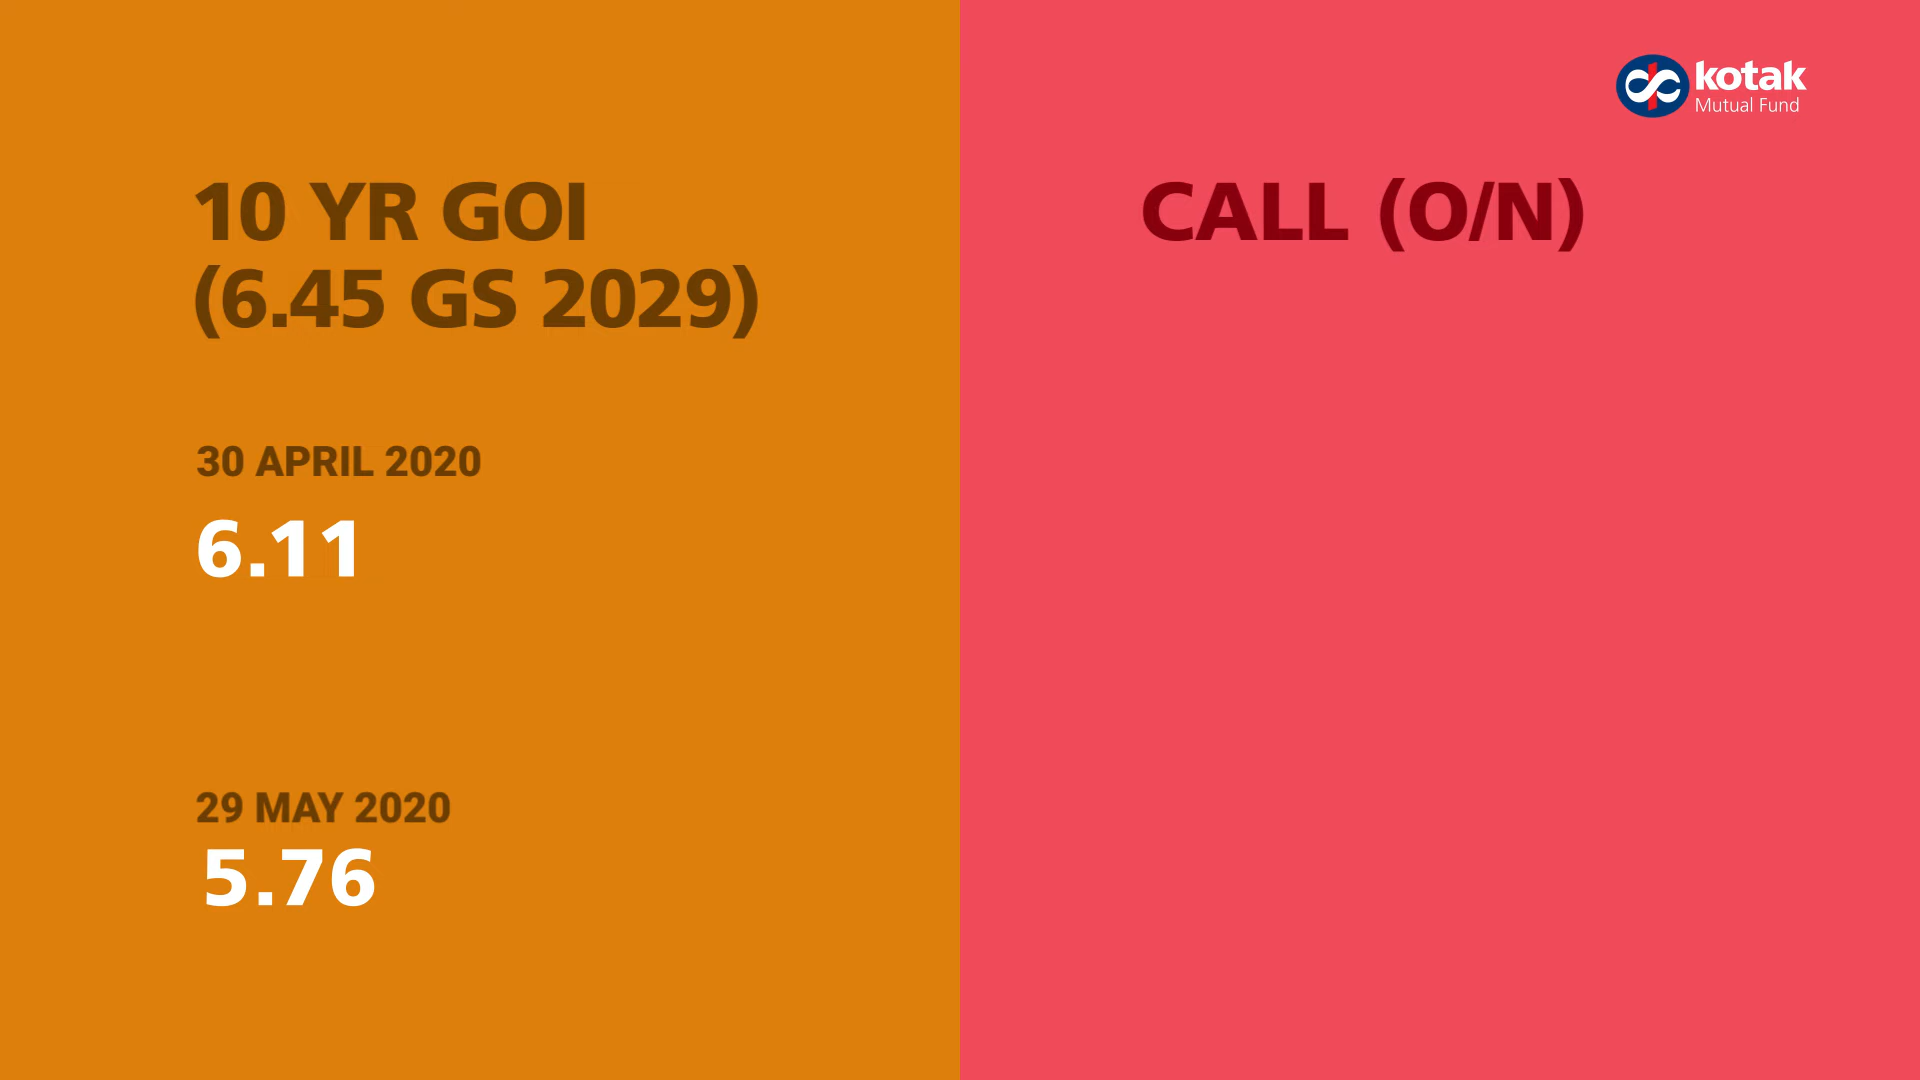 kotak
Mutual Fund
10 YR GOI
(6.45 GS 2029)
30 APRIL 2020
6.11
29 MAY 2020
5.76
CALL (O/N)